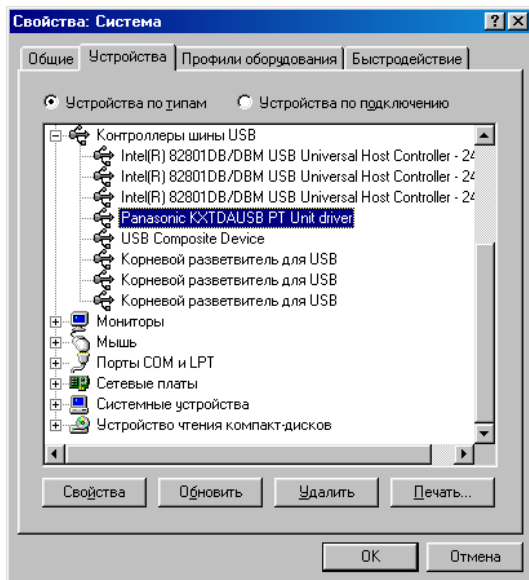 Свойства: Система
Общие Устройства Профили оборудования Быстродействие
Устройства по типам Устройства по подключению
Контроллеры шины USB
Intel(R) 82801DB/DBM USB Universal Host Controller - 24
Intel(R) 82801DB/DBM USB Universal Host Controller - 24
Intel(R) 82801DB/DBM USB Universal Host Controller - 24
Panasonic KXTDAUSB PT Unit driver
USB Composite Device
Корневой разветвитель для USB
Корневой разветвитель для USB
Корневой разветвитель для USB
Мониторы
Мышь
Порты COM и LPT
Сетевые платы
Системные устройства
Устройство чтения компакт-дисков
Свойства Обновить Удалить Печать...
OK Отмена